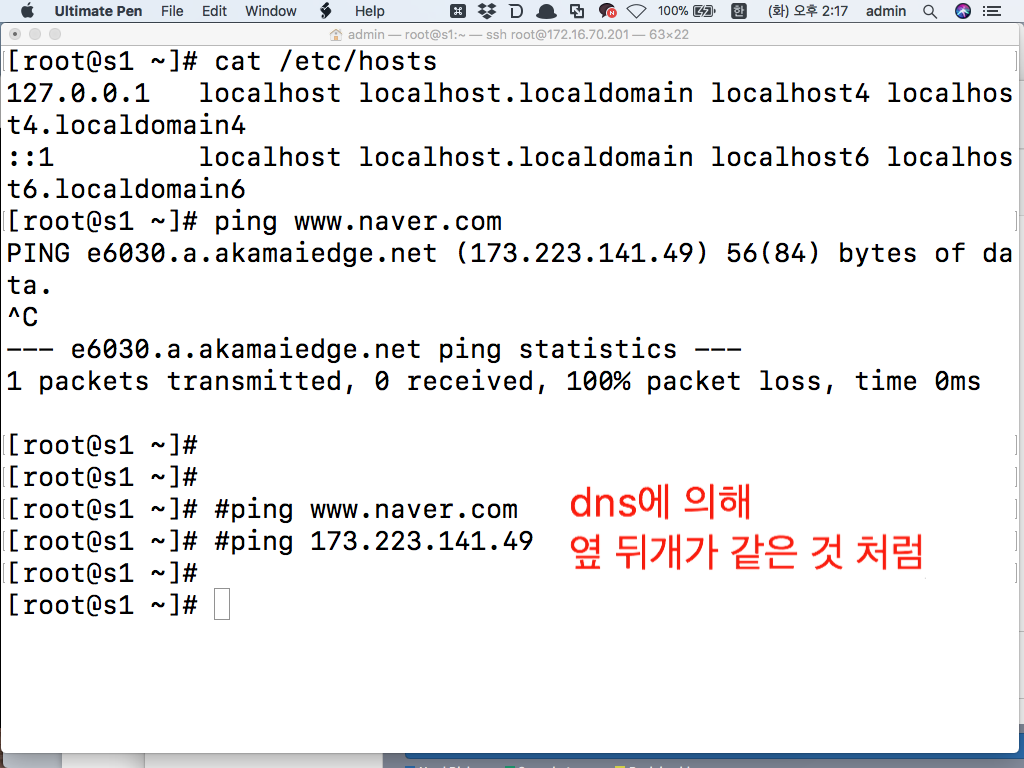 Ultimate Pen File Edit Window Help 100% 한 (화) 오후 2:17 admin
admin — root@s1:~ — ssh root@172.16.70.201 — 63×22
[root@s1 ~]# cat /etc/hosts
127.0.0.1   localhost localhost.localdomain localhost4 localhos
t4.localdomain4
::1         localhost localhost.localdomain localhost6 localhos
t6.localdomain6
[root@s1 ~]# ping www.naver.com
PING e6030.a.akamaiedge.net (173.223.141.49) 56(84) bytes of da
ta.
^C
--- e6030.a.akamaiedge.net ping statistics ---
1 packets transmitted, 0 received, 100% packet loss, time 0ms
[root@s1 ~]#
[root@s1 ~]#
[root@s1 ~]# #ping www.naver.com
[root@s1 ~]# #ping 173.223.141.49
[root@s1 ~]#
[root@s1 ~]#
dns에 의해
옆 뒤개가 같은 것 처럼